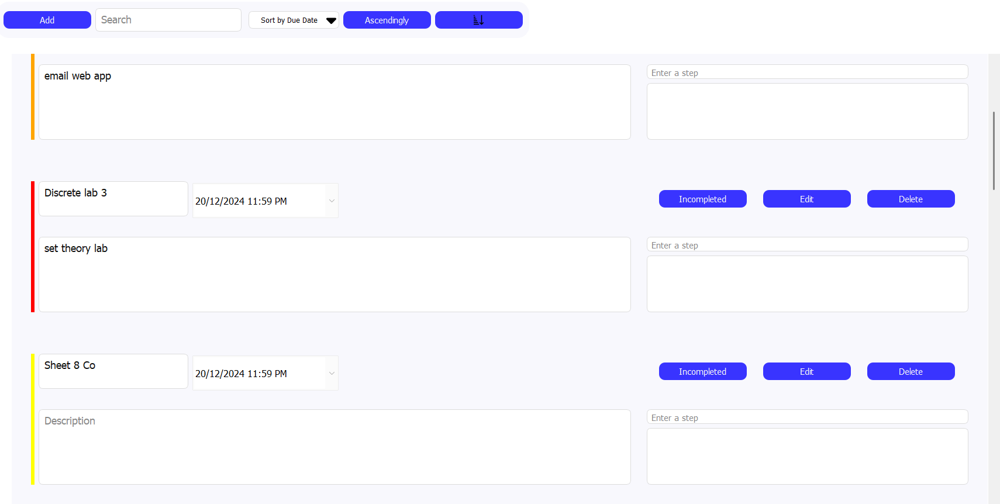 Add
Search
Sort by Due Date
Ascendingly
email web app
Enter a step
Discrete lab 3
20/12/2024 11:59 PM
Incompleted
Edit
Delete
set theory lab
Enter a step
Sheet 8 Co
20/12/2024 11:59 PM
Incompleted
Edit
Delete
Description
Enter a step